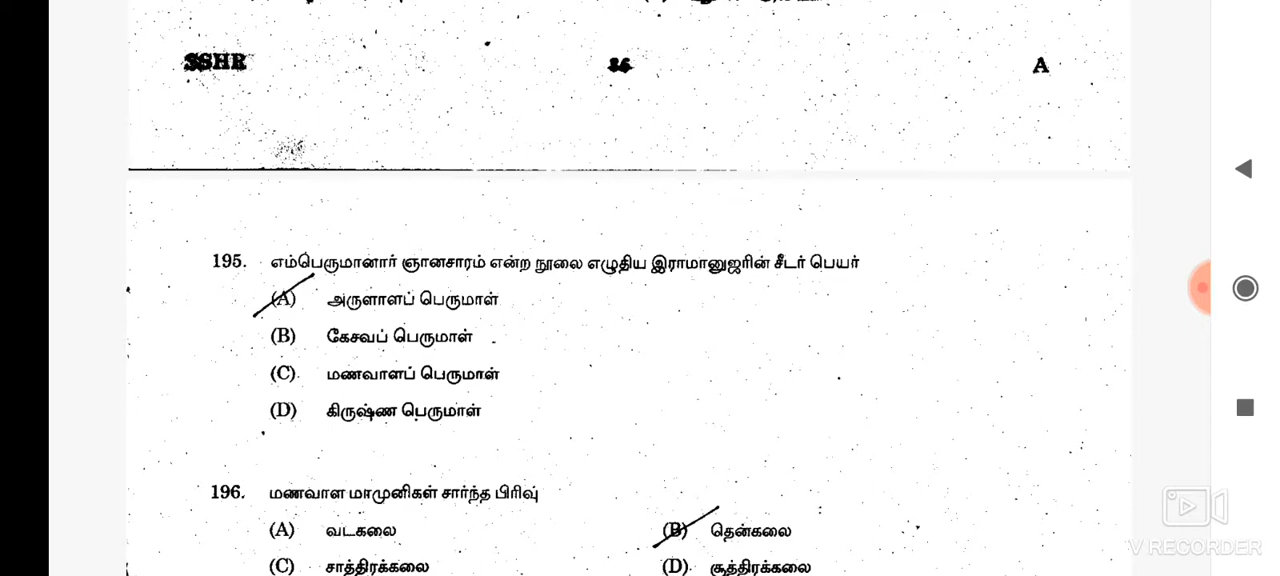 SSHR 36 A
195. எம்பெருமானார் ஞானசாரம் என்ற நூலை எழுதிய இராமானுஜரின் சீடர் பெயர்
(A) அருளாளப் பெருமாள்
(B) கேசவப் பெருமாள்
(C) மணவாளப் பெருமாள்
(D) கிருஷ்ண பெருமாள்
196. மணவாள மாமுனிகள் சார்ந்த பிரிவு
(A) வடகலை (B) தென்கலை
(C) சாத்திரக்கலை (D) சூத்திரக்கலை
V RECORDER